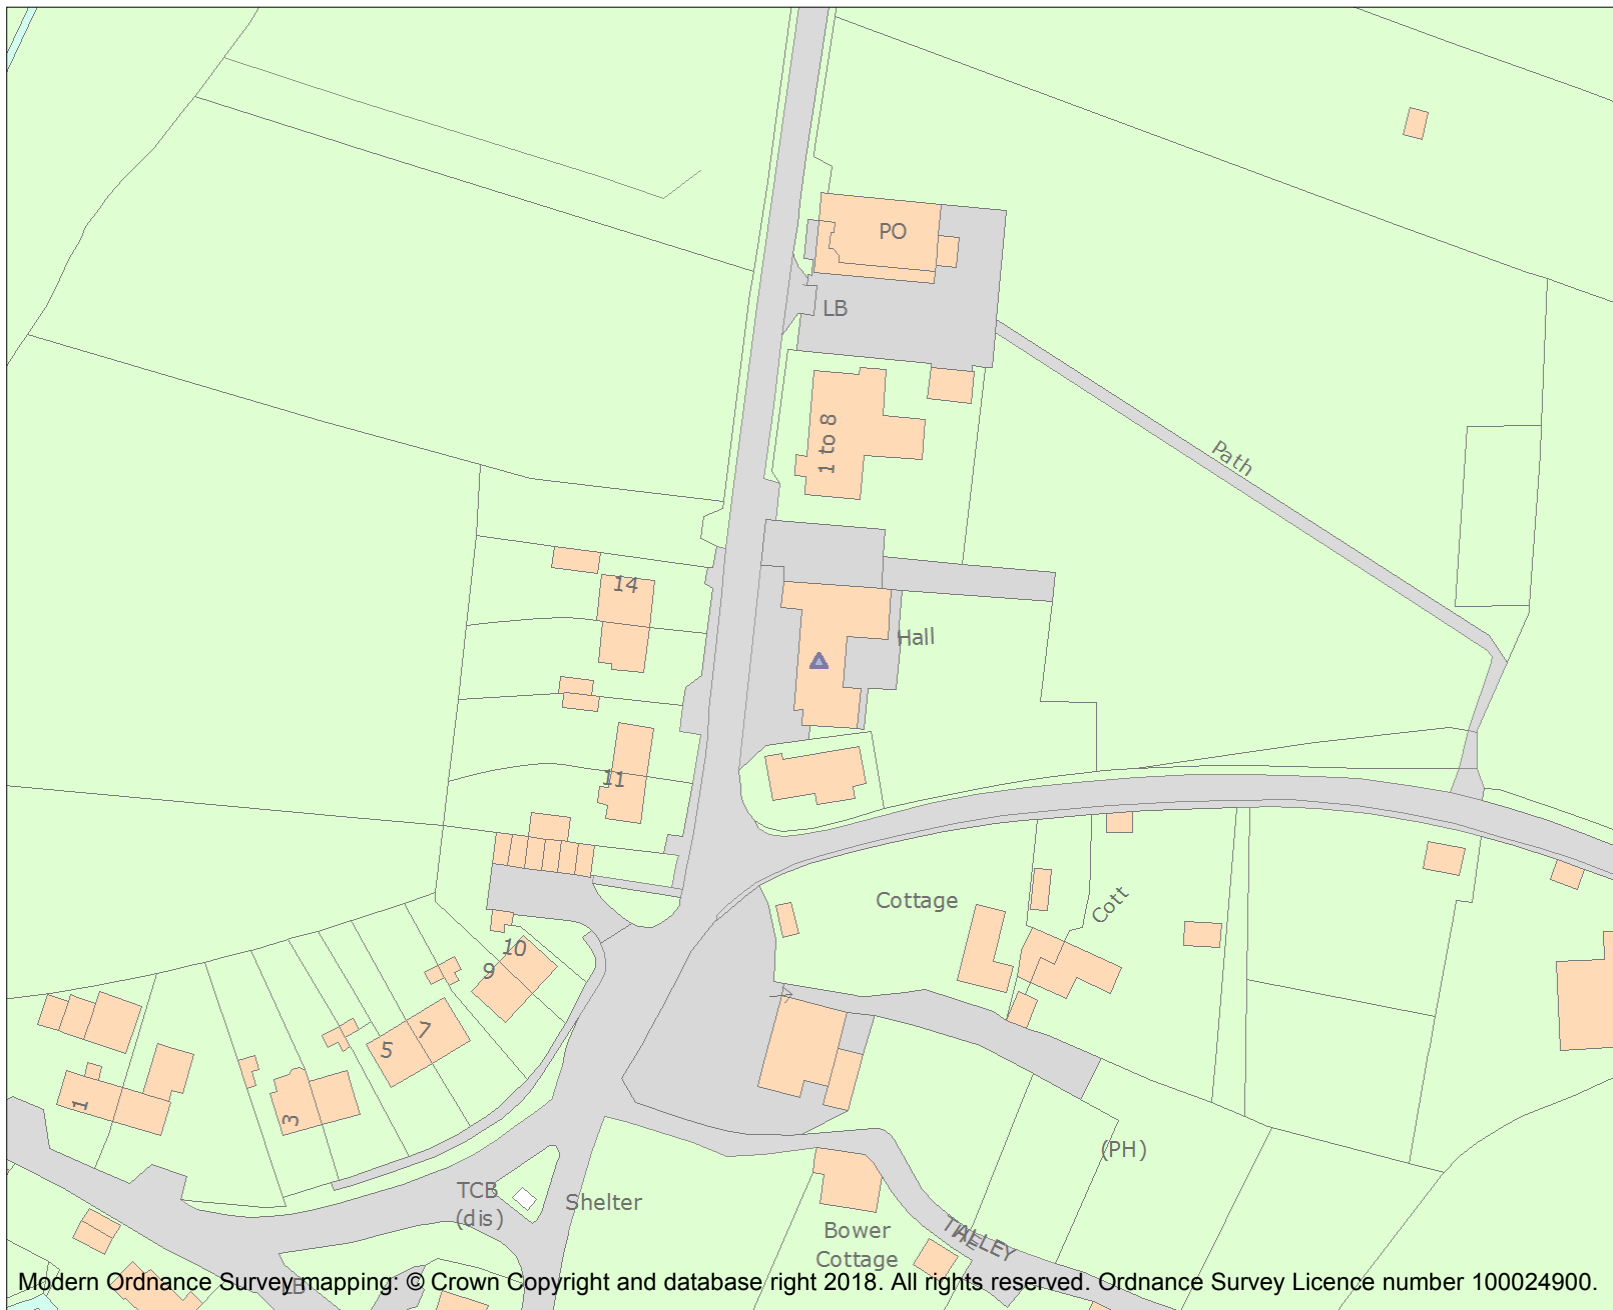 PO
LB
1 to 8
Path
14
Hall
11
Cottage
Cott
10
9
7
5
1
3
(PH)
TCB
(dis)
Shelter
Bower
Cottage
LB
Modern Ordnance Survey mapping: © Crown Copyright and database right 2018. All rights reserved. Ordnance Survey Licence number 100024900.